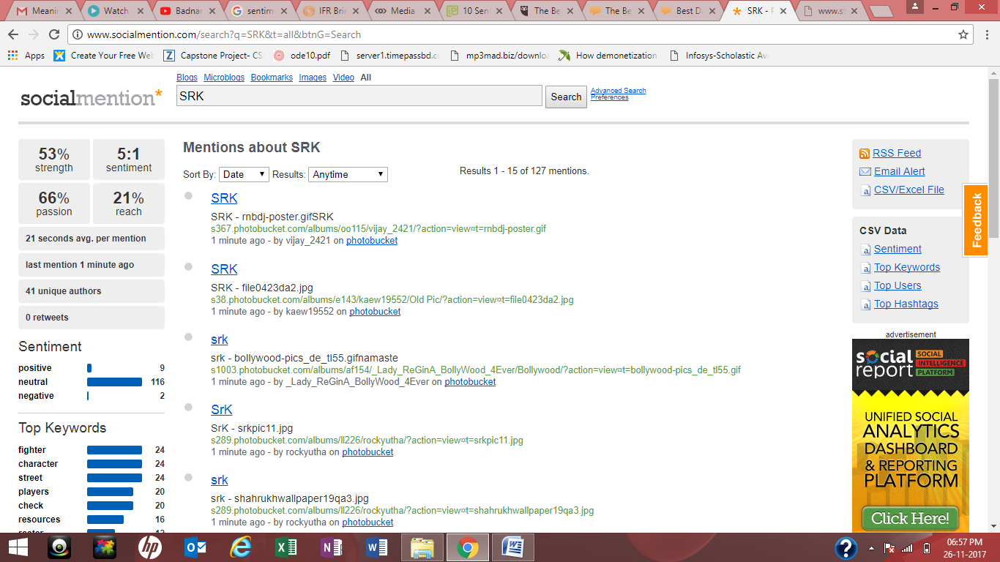 Meanin
Watch
Badnar
sentim
IFR Brie
Media
10 Sen
The Be
The Be
Best D
SRK - F
www.s
www.socialmention.com/search?q=SRK&t=all&btnG=Search
Apps
Create Your Free Web
Capstone Project- CS
ode10.pdf
server1.timepassbd.c
mp3mad.biz/downloa
How demonetization
Infosys-Scholastic Av
Blogs Microblogs Bookmarks Images Video All
socialmention*
SRK
Search
Advanced Search
Preferences
53%
strength
5:1
sentiment
66%
passion
21%
reach
21 seconds avg. per mention
last mention 1 minute ago
41 unique authors
0 retweets
Sentiment
positive 9
neutral 116
negative 2
Top Keywords
fighter 24
character 24
street 24
players 20
check 20
resources 16
Mentions about SRK
Sort By: Date Results: Anytime
Results 1 - 15 of 127 mentions.
SRK
SRK - rnbdj-poster.gifSRK
s367.photobucket.com/albums/oo115/vijay_2421/?action=view¤t=rnbdj-poster.gif
1 minute ago - by vijay_2421 on photobucket
SRK
SRK - file0423da2.jpg
s38.photobucket.com/albums/e143/kaew19552/Old Pic/?action=view¤t=file0423da2.jpg
1 minute ago - by kaew19552 on photobucket
srk
srk - bollywood-pics_de_tl55.gifnamaste
s1003.photobucket.com/albums/af154/_Lady_ReGinA_BollyWood_4Ever/Bollywood/?action=view¤t=bollywood-pics_de_tl55.gif
1 minute ago - by _Lady_ReGinA_BollyWood_4Ever on photobucket
SrK
SrK - srkpic11.jpg
s289.photobucket.com/albums/ll226/rockyutha/?action=view¤t=srkpic11.jpg
1 minute ago - by rockyutha on photobucket
srk
srk - shahrukhwallpaper19qa3.jpg
s289.photobucket.com/albums/ll226/rockyutha/?action=view¤t=shahrukhwallpaper19qa3.jpg
1 minute ago - by rockyutha on photobucket
RSS Feed
Email Alert
CSV/Excel File
Feedback
CSV Data
Sentiment
Top Keywords
Top Users
Top Hashtags
advertisement
social
report
SOCIAL
INTELLIGENCE
PLATFORM
UNIFIED SOCIAL
ANALYTICS
DASHBOARD
& REPORTING
PLATFORM
Click Here!
06:57 PM
26-11-2017